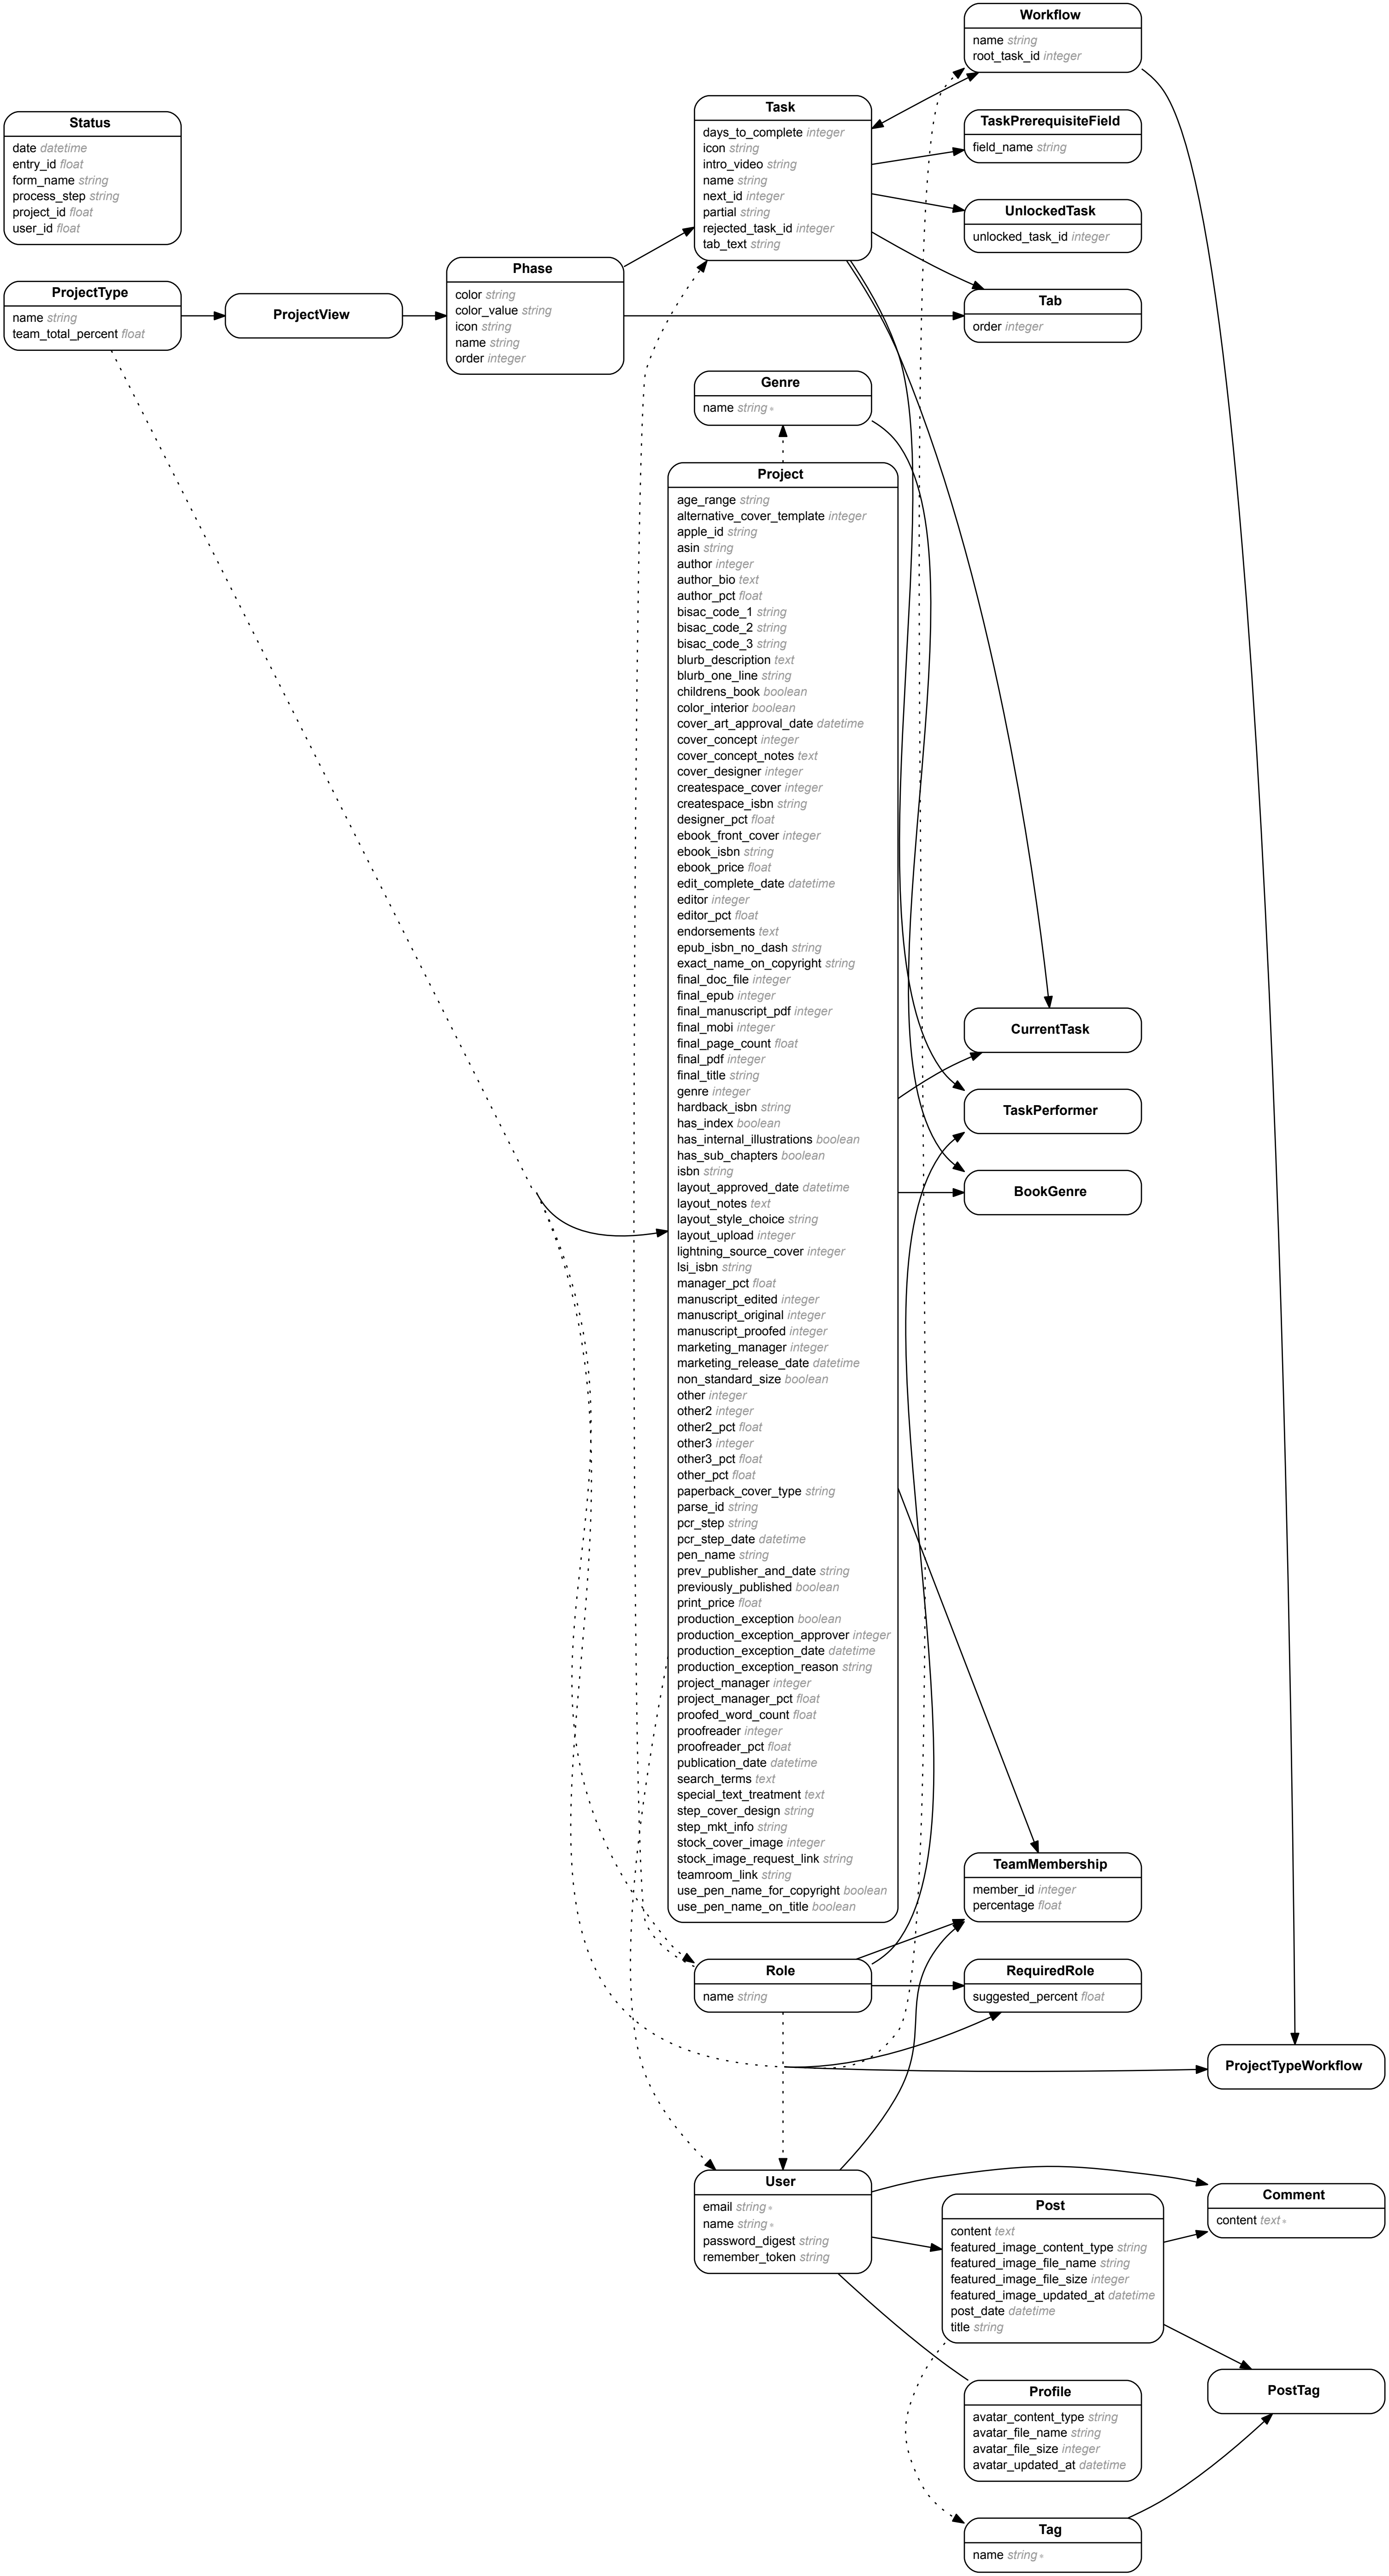 Workflow
name string
root_task_id integer
Task
days_to_complete integer
icon string
intro_video string
name string
next_id integer
partial string
rejected_task_id integer
tab_text string
TaskPrerequisiteField
field_name string
Status
date datetime
entry_id float
form_name string
process_step string
project_id float
user_id float
UnlockedTask
unlocked_task_id integer
Phase
color string
color_value string
icon string
name string
order integer
ProjectType
name string
team_total_percent float
ProjectView
Tab
order integer
Genre
name string *
Project
age_range string
alternative_cover_template integer
apple_id string
asin string
author integer
author_bio text
author_pct float
bisac_code_1 string
bisac_code_2 string
bisac_code_3 string
blurb_description text
blurb_one_line string
childrens_book boolean
color_interior boolean
cover_art_approval_date datetime
cover_concept integer
cover_concept_notes text
cover_designer integer
createspace_cover integer
createspace_isbn string
designer_pct float
ebook_front_cover integer
ebook_isbn string
ebook_price float
edit_complete_date datetime
editor integer
editor_pct float
endorsements text
epub_isbn_no_dash string
exact_name_on_copyright string
final_doc_file integer
final_epub integer
final_manuscript_pdf integer
final_mobi integer
final_page_count float
final_pdf integer
final_title string
genre integer
hardback_isbn string
has_index boolean
has_internal_illustrations boolean
has_sub_chapters boolean
isbn string
layout_approved_date datetime
layout_notes text
layout_style_choice string
layout_upload integer
lightning_source_cover integer
lsi_isbn string
manager_pct float
manuscript_edited integer
manuscript_original integer
manuscript_proofed integer
marketing_manager integer
marketing_release_date datetime
non_standard_size boolean
other integer
other2 integer
other2_pct float
other3 integer
other3_pct float
other_pct float
paperback_cover_type string
parse_id string
pcr_step string
pcr_step_date datetime
pen_name string
prev_publisher_and_date string
previously_published boolean
print_price float
production_exception boolean
production_exception_approver integer
production_exception_date datetime
production_exception_reason string
project_manager integer
project_manager_pct float
proofed_word_count float
proofreader integer
proofreader_pct float
publication_date datetime
search_terms text
special_text_treatment text
step_cover_design string
step_mkt_info string
stock_cover_image integer
stock_image_request_link string
teamroom_link string
use_pen_name_for_copyright boolean
use_pen_name_on_title boolean
CurrentTask
TaskPerformer
BookGenre
TeamMembership
member_id integer
percentage float
Role
name string
RequiredRole
suggested_percent float
ProjectTypeWorkflow
User
email string *
name string *
password_digest string
remember_token string
Post
content text
featured_image_content_type string
featured_image_file_name string
featured_image_file_size integer
featured_image_updated_at datetime
post_date datetime
title string
Comment
content text *
Profile
avatar_content_type string
avatar_file_name string
avatar_file_size integer
avatar_updated_at datetime
PostTag
Tag
name string *